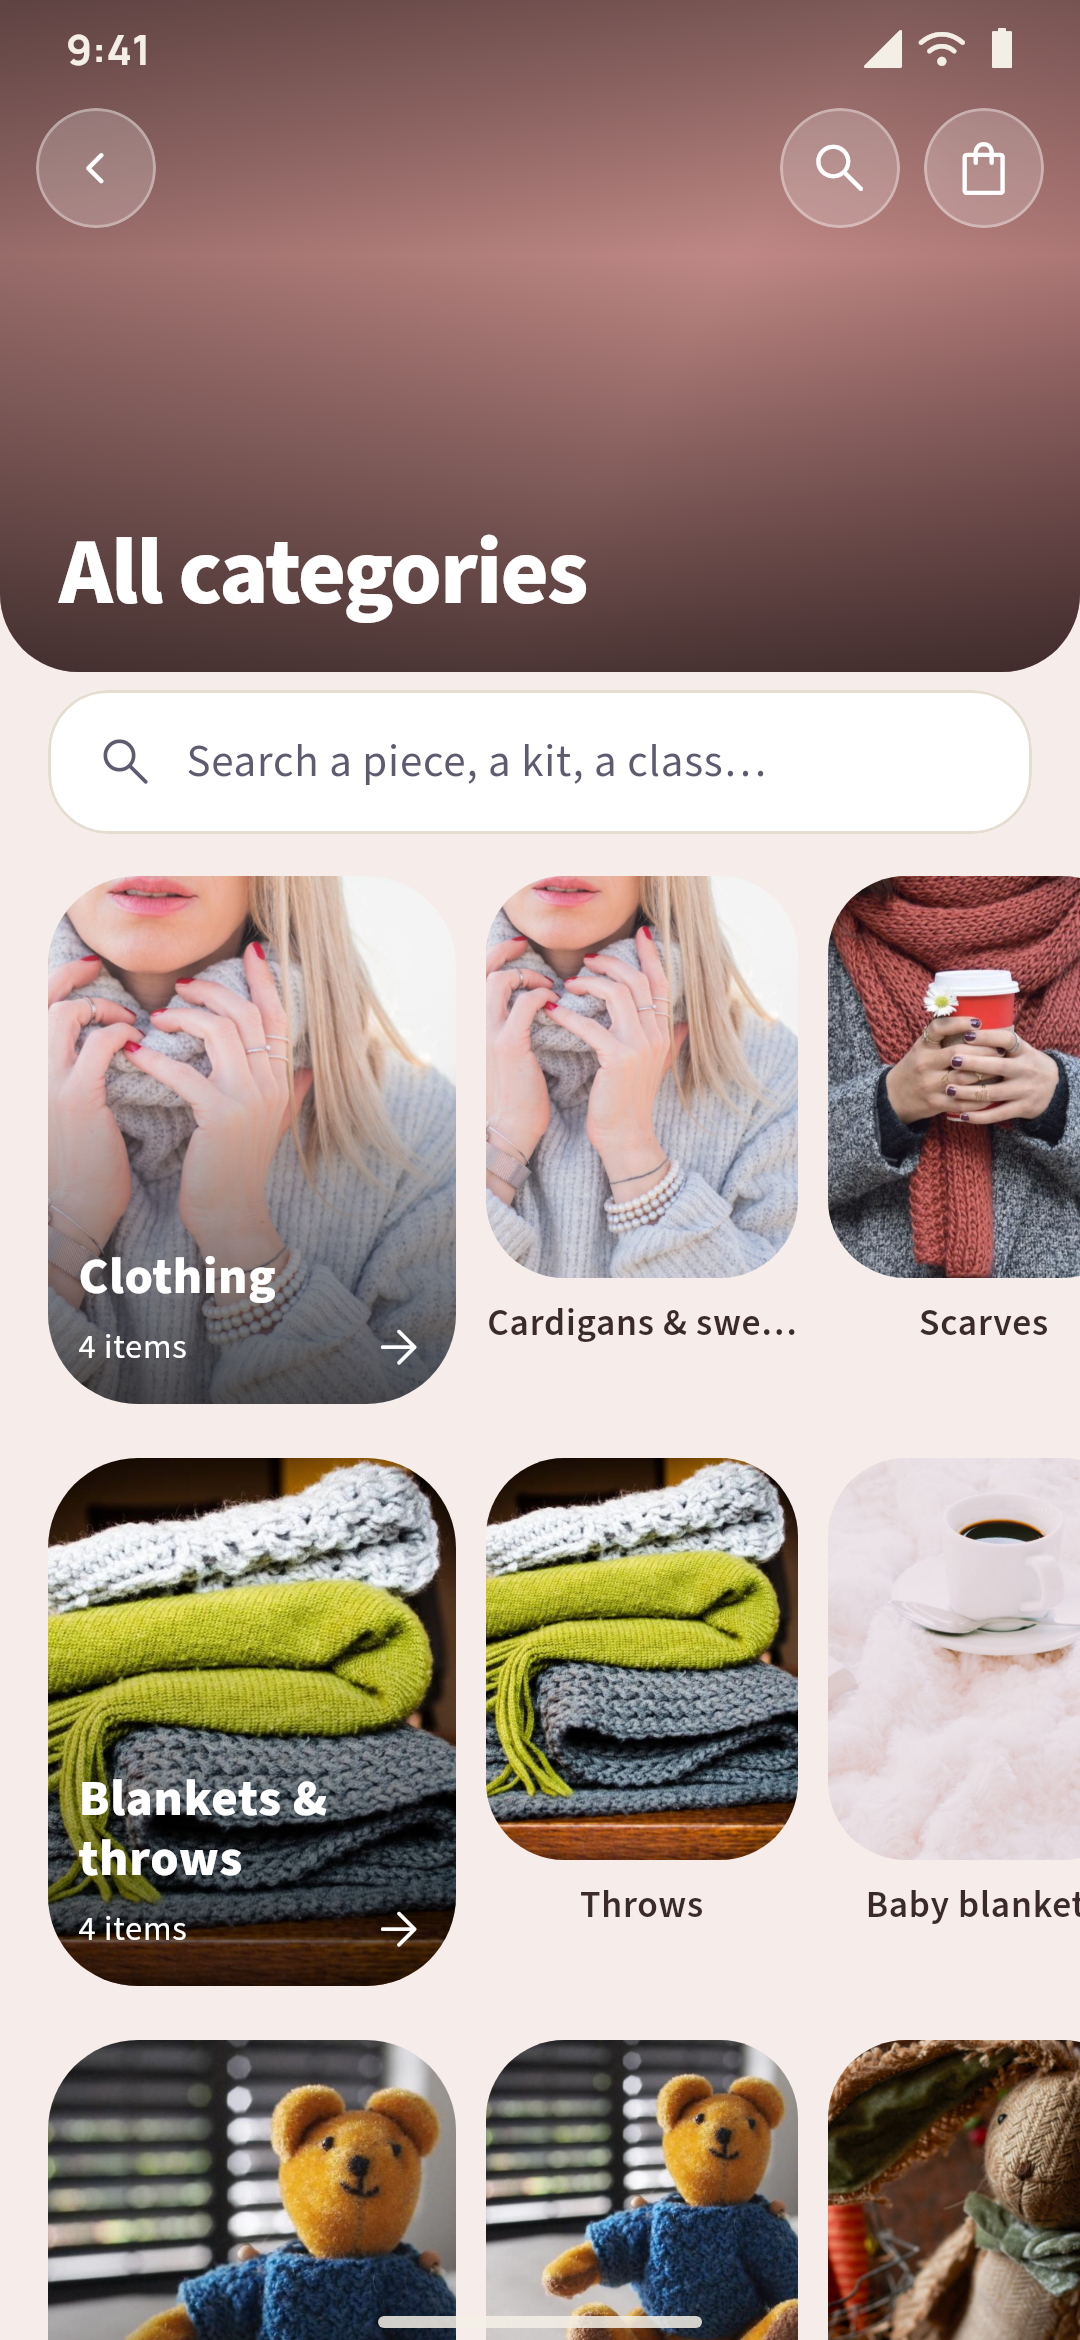 9:41
All categories
Search a piece, a kit, a class...
Clothing
4 items
Cardigans & swe...
Scarves
Blankets &
throws
4 items
Throws
Baby blanket